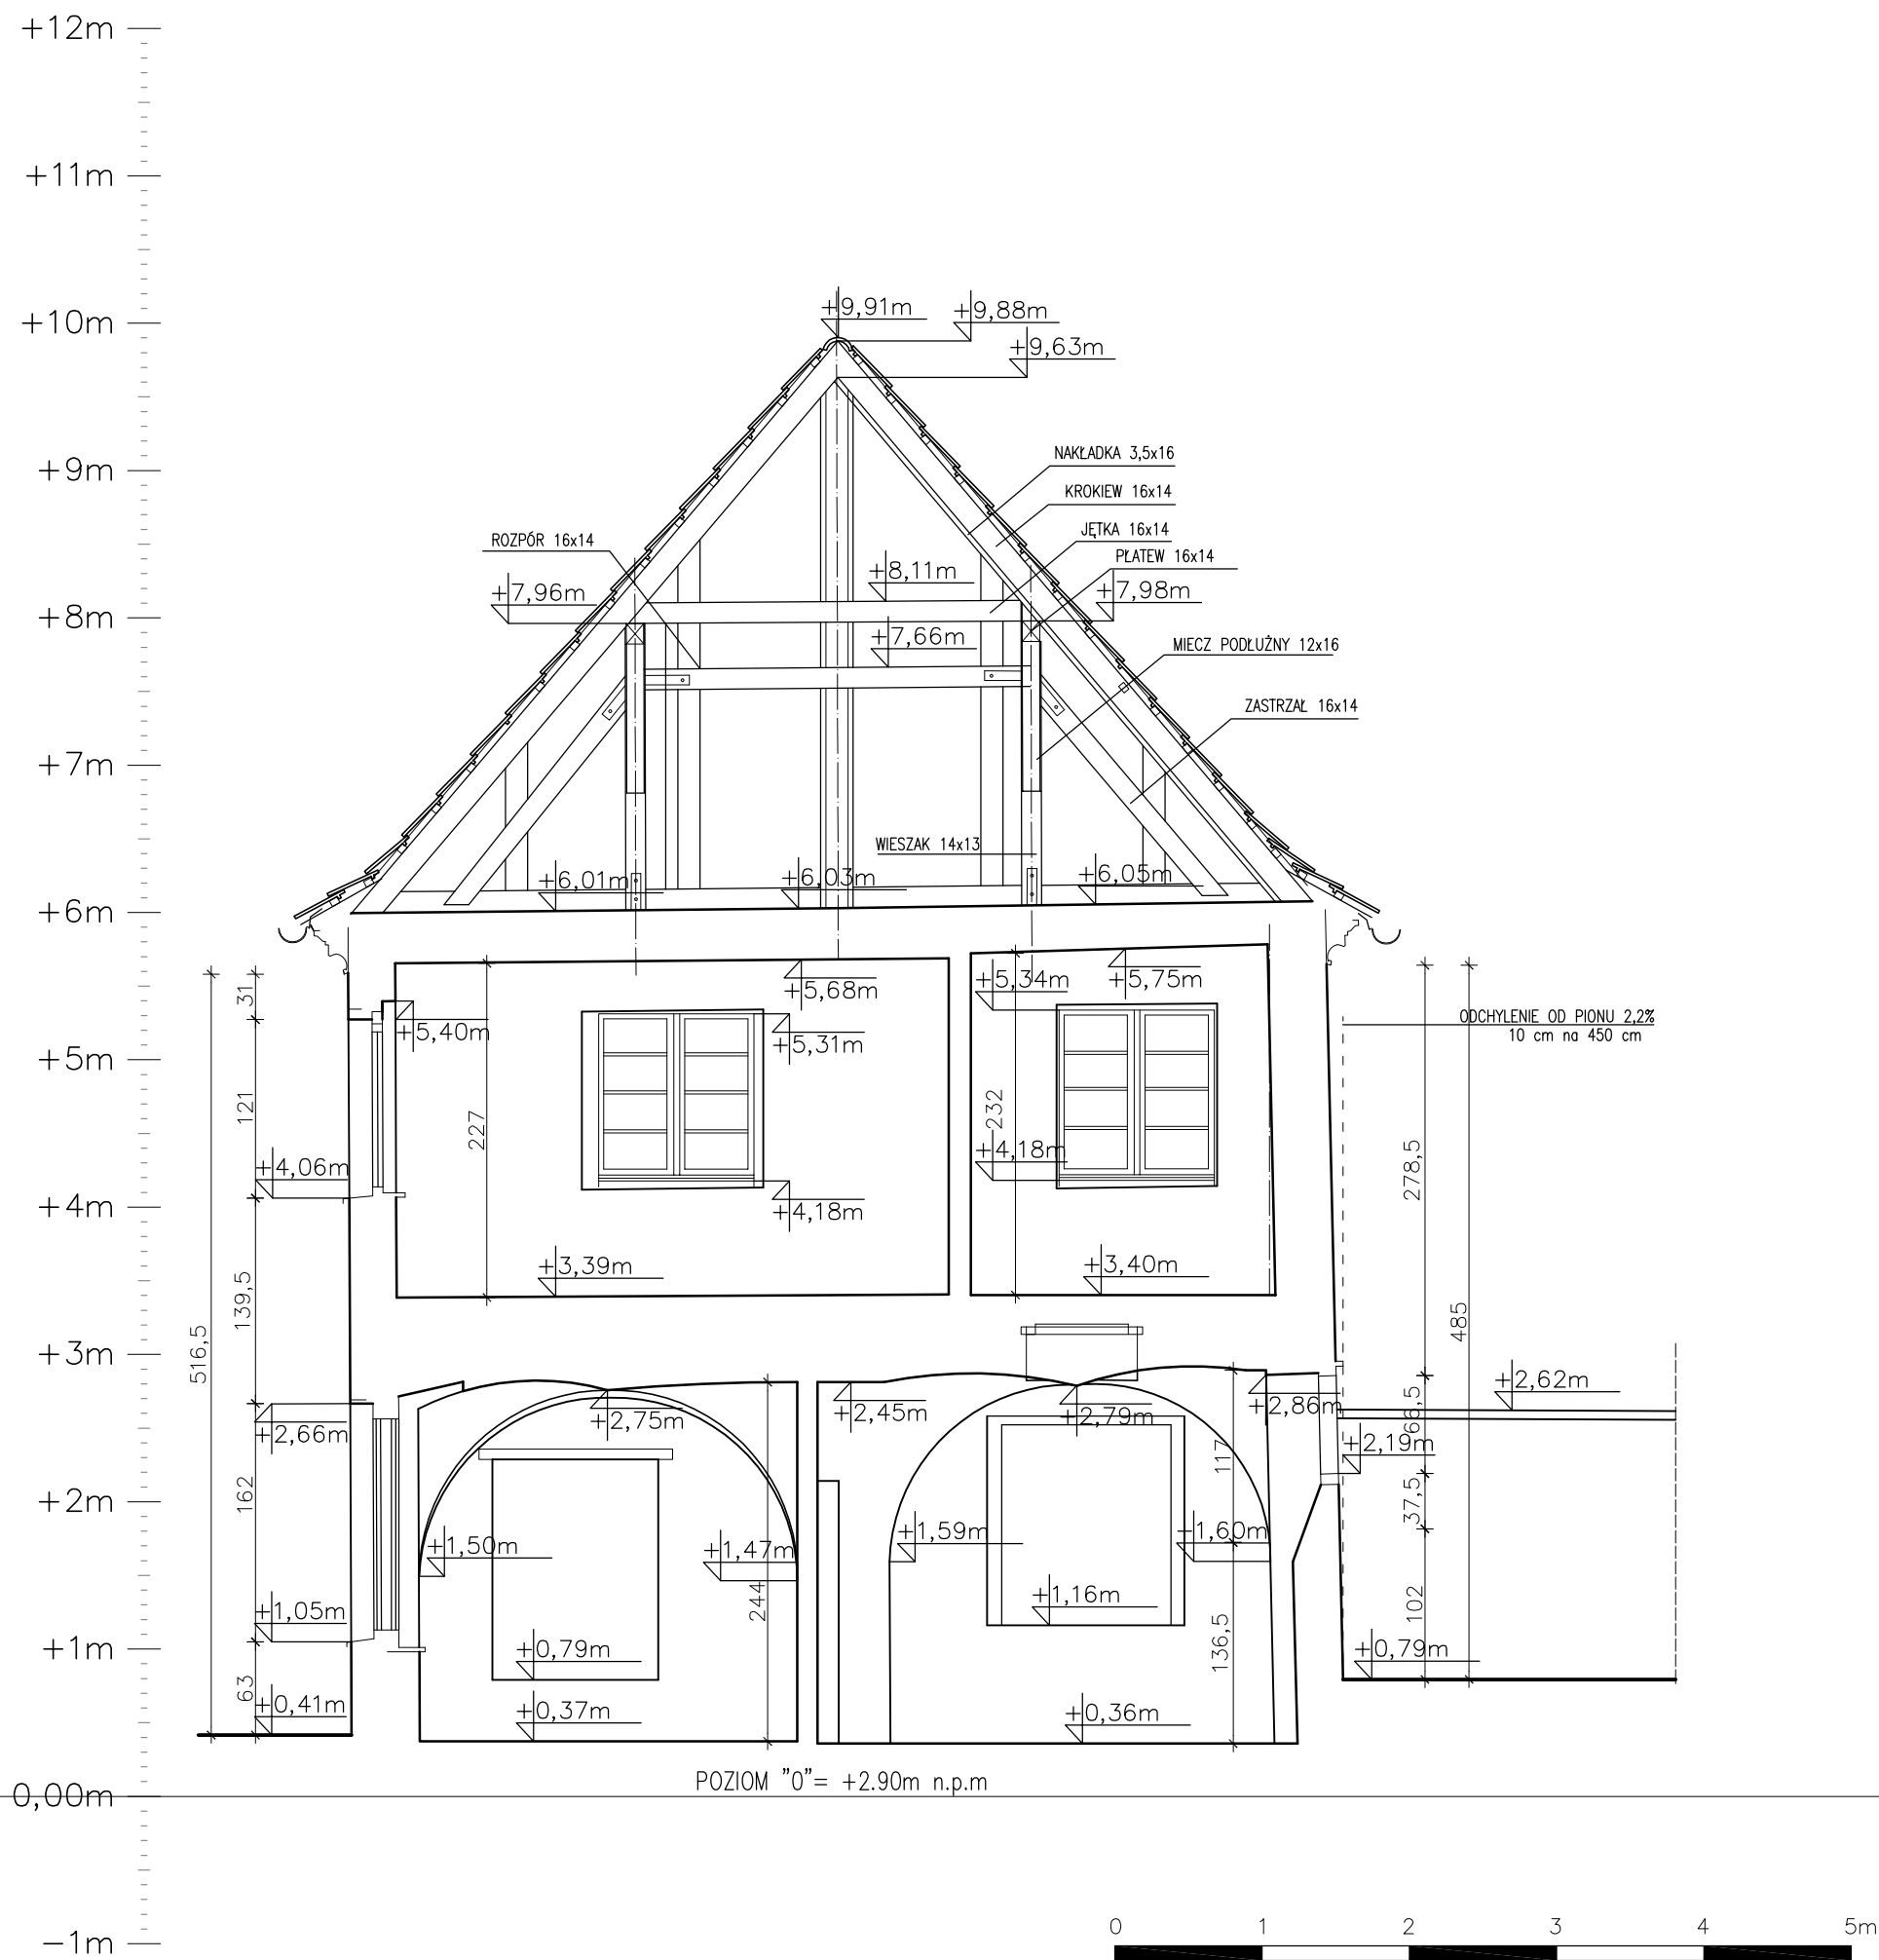 +12m
+11m
+10m
+9m
+8m
+7m
+6m
+5m
+4m
+3m
+2m
+1m
0,00m
-1m
+9,91m
+9,88m
+9,63m
NAKŁADKA 3,5x16
KROKIEW 16x14
JĘTKA 16x14
ROZPÓR 16x14
PŁATEW 16x14
+8,11m
+7,96m
+7,98m
+7,66m
MIECZ PODŁUŻNY 12x16
ZASTRZAŁ 16x14
WIESZAK 14x13
+6,01m
+6,03m
+6,05m
+5,68m
+5,34m
+5,75m
31
+5,40m
+5,31m
ODCHYLENIE OD PIONU 2,2%
10 cm na 450 cm
121
227
232
278,5
+4,06m
+4,18m
+4,18m
+3,39m
+3,40m
139,5
516,5
485
+2,62m
+2,66m
+2,75m
+2,45m
+2,79m
+2,86m
66,5
+2,19m
117
162
37,5
+1,50m
+1,47m
+1,59m
+1,60m
244
+1,16m
102
136,5
+1,05m
+0,79m
+0,79m
63
+0,41m
+0,37m
+0,36m
POZIOM "0"= +2.90m n.p.m
0 1 2 3 4 5m